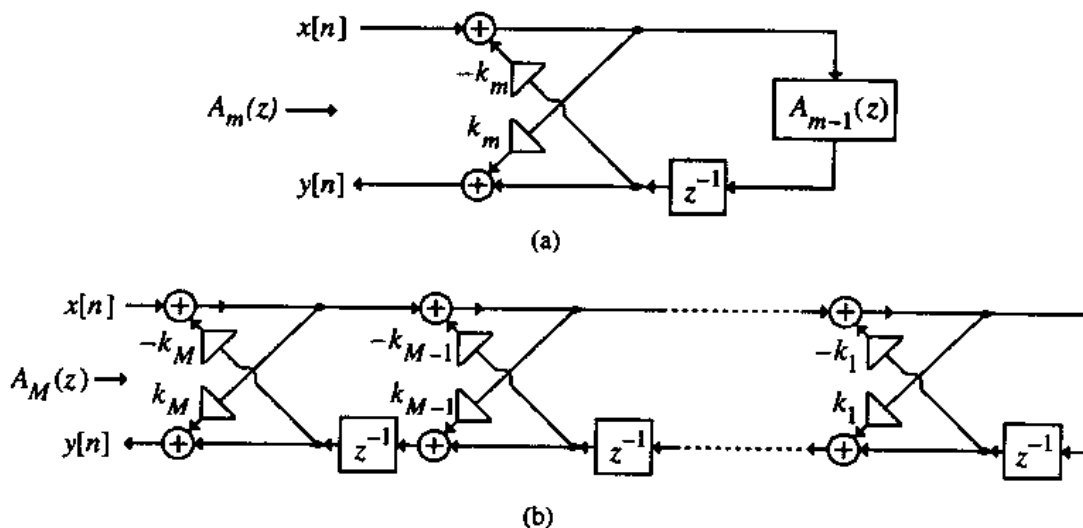 x[n]
-k_m
A_m(z)
k_m
A_{m-1}(z)
y[n]
z^{-1}
(a)
x[n]
-k_M -k_{M-1} -k_1
A_M(z)
k_M k_{M-1} k_1
y[n]
z^{-1} z^{-1} z^{-1}
(b)